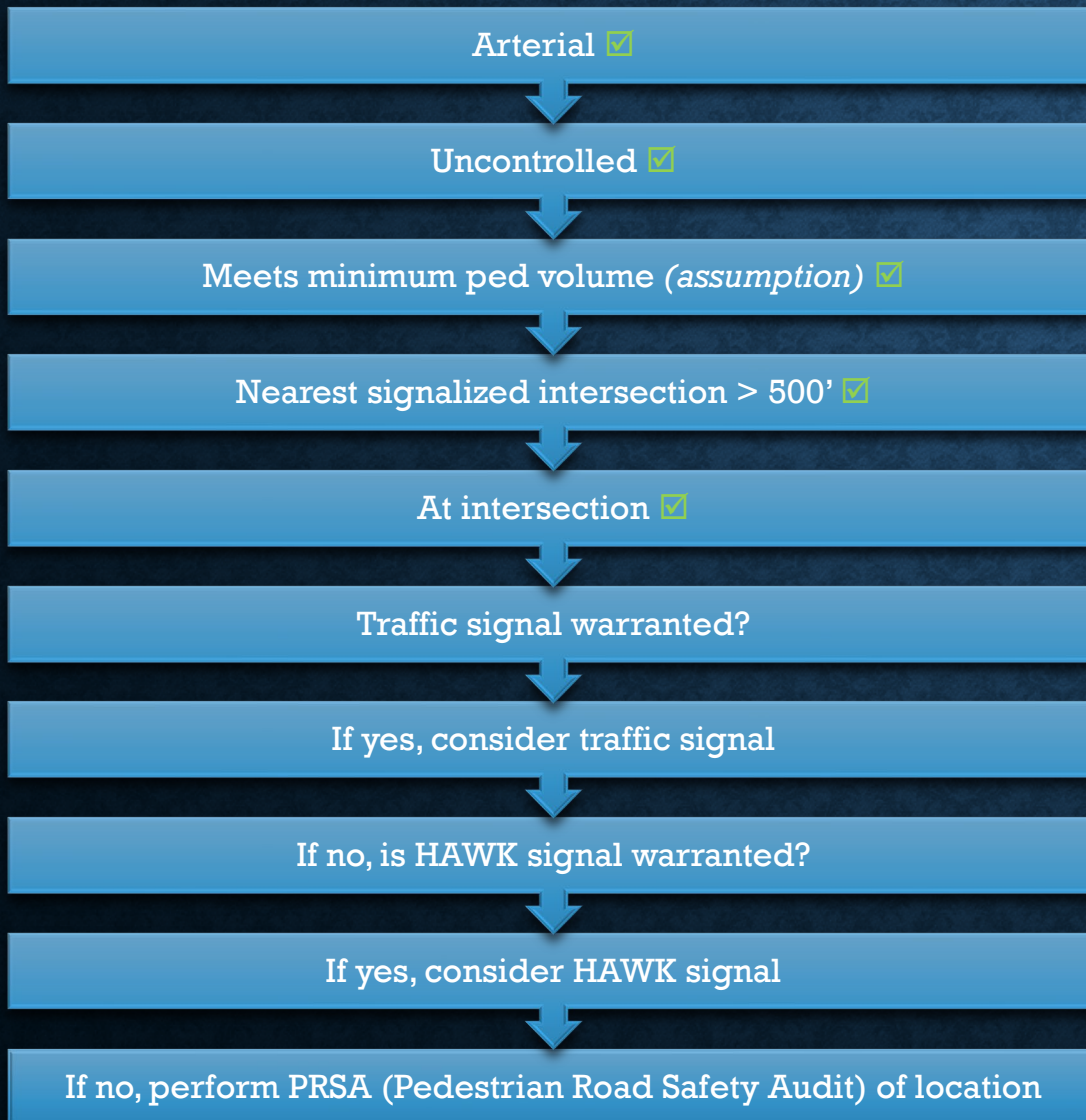 Arterial ☑
Uncontrolled ☑
Meets minimum ped volume (assumption) ☑
Nearest signalized intersection > 500’ ☑
At intersection ☑
Traffic signal warranted?
If yes, consider traffic signal
If no, is HAWK signal warranted?
If yes, consider HAWK signal
If no, perform PRSA (Pedestrian Road Safety Audit) of location